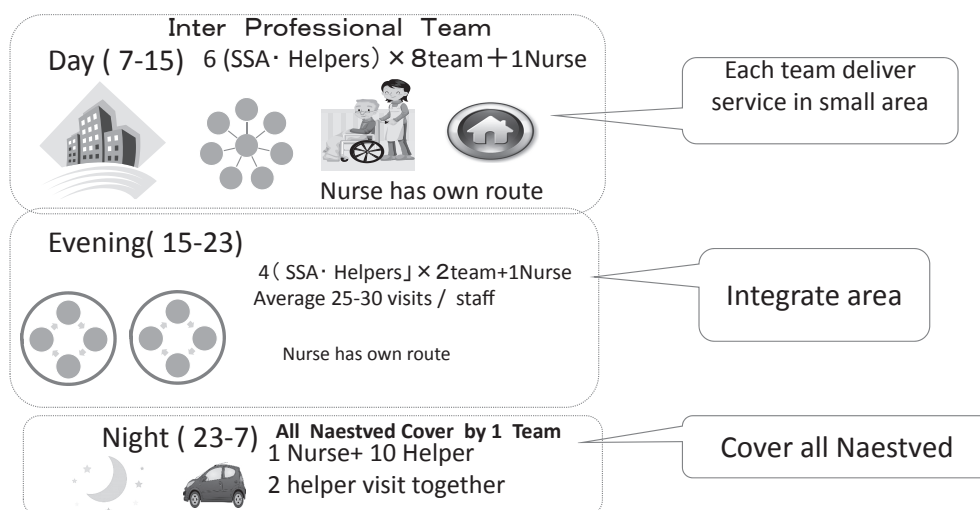 Inter Professional Team
Day ( 7-15) 6 (SSA･ Helpers) × 8team＋1Nurse
Nurse has own route
Each team deliver
service in small area
Evening( 15-23)
4（ SSA･ Helpers」× 2team+1Nurse
Average 25-30 visits / staff
Nurse has own route
Integrate area
Night ( 23-7) All Naestved Cover by 1 Team
1 Nurse+ 10 Helper
2 helper visit together
Cover all Naestved